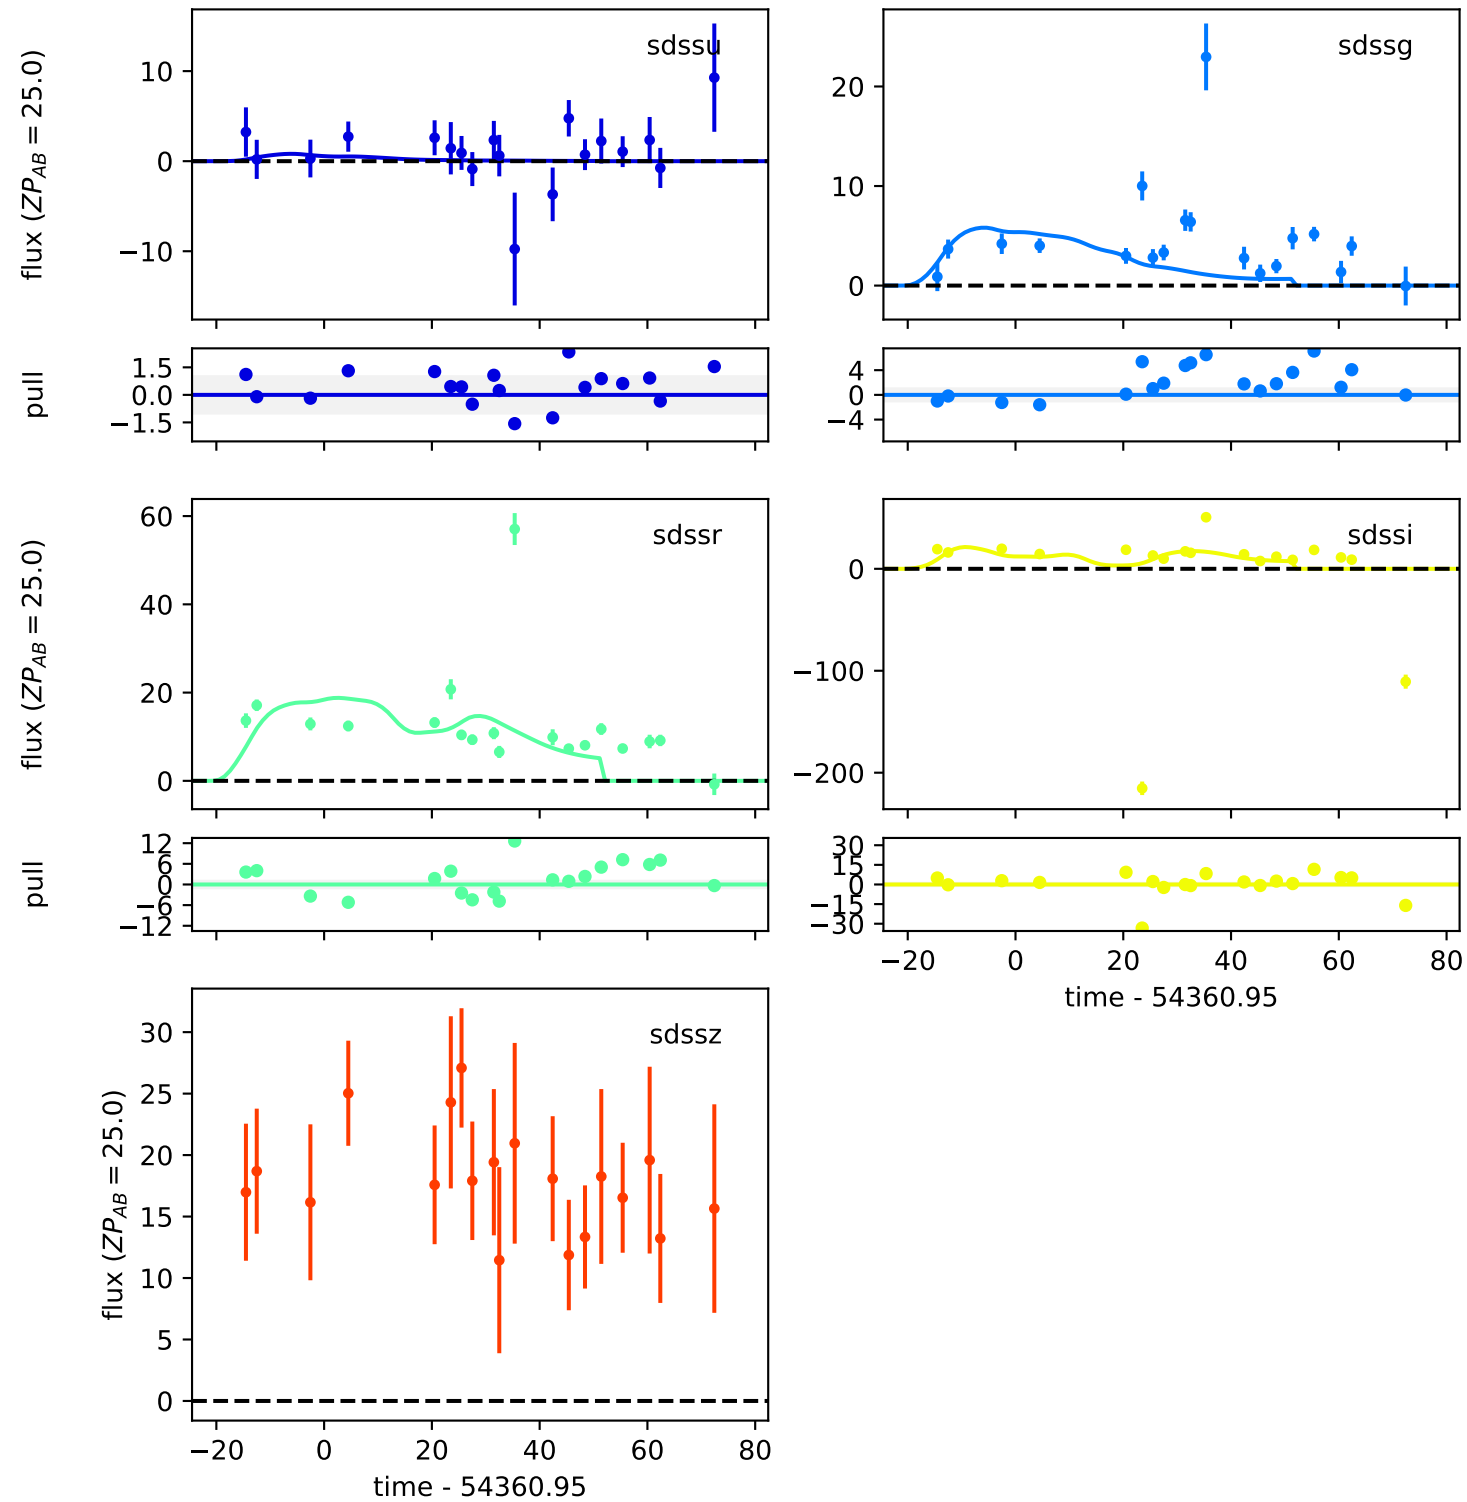 sdssu
flux (ZP_AB = 25.0)
10
0
−10
sdssg
20
10
0
pull
1.5
0.0
−1.5
4
0
−4
sdssr
flux (ZP_AB = 25.0)
60
40
20
0
sdssi
0
−100
−200
pull
12
6
0
−6
−12
30
15
0
−15
−30
−20 0 20 40 60 80
time - 54360.95
sdssz
flux (ZP_AB = 25.0)
30
25
20
15
10
5
0
−20 0 20 40 60 80
time - 54360.95